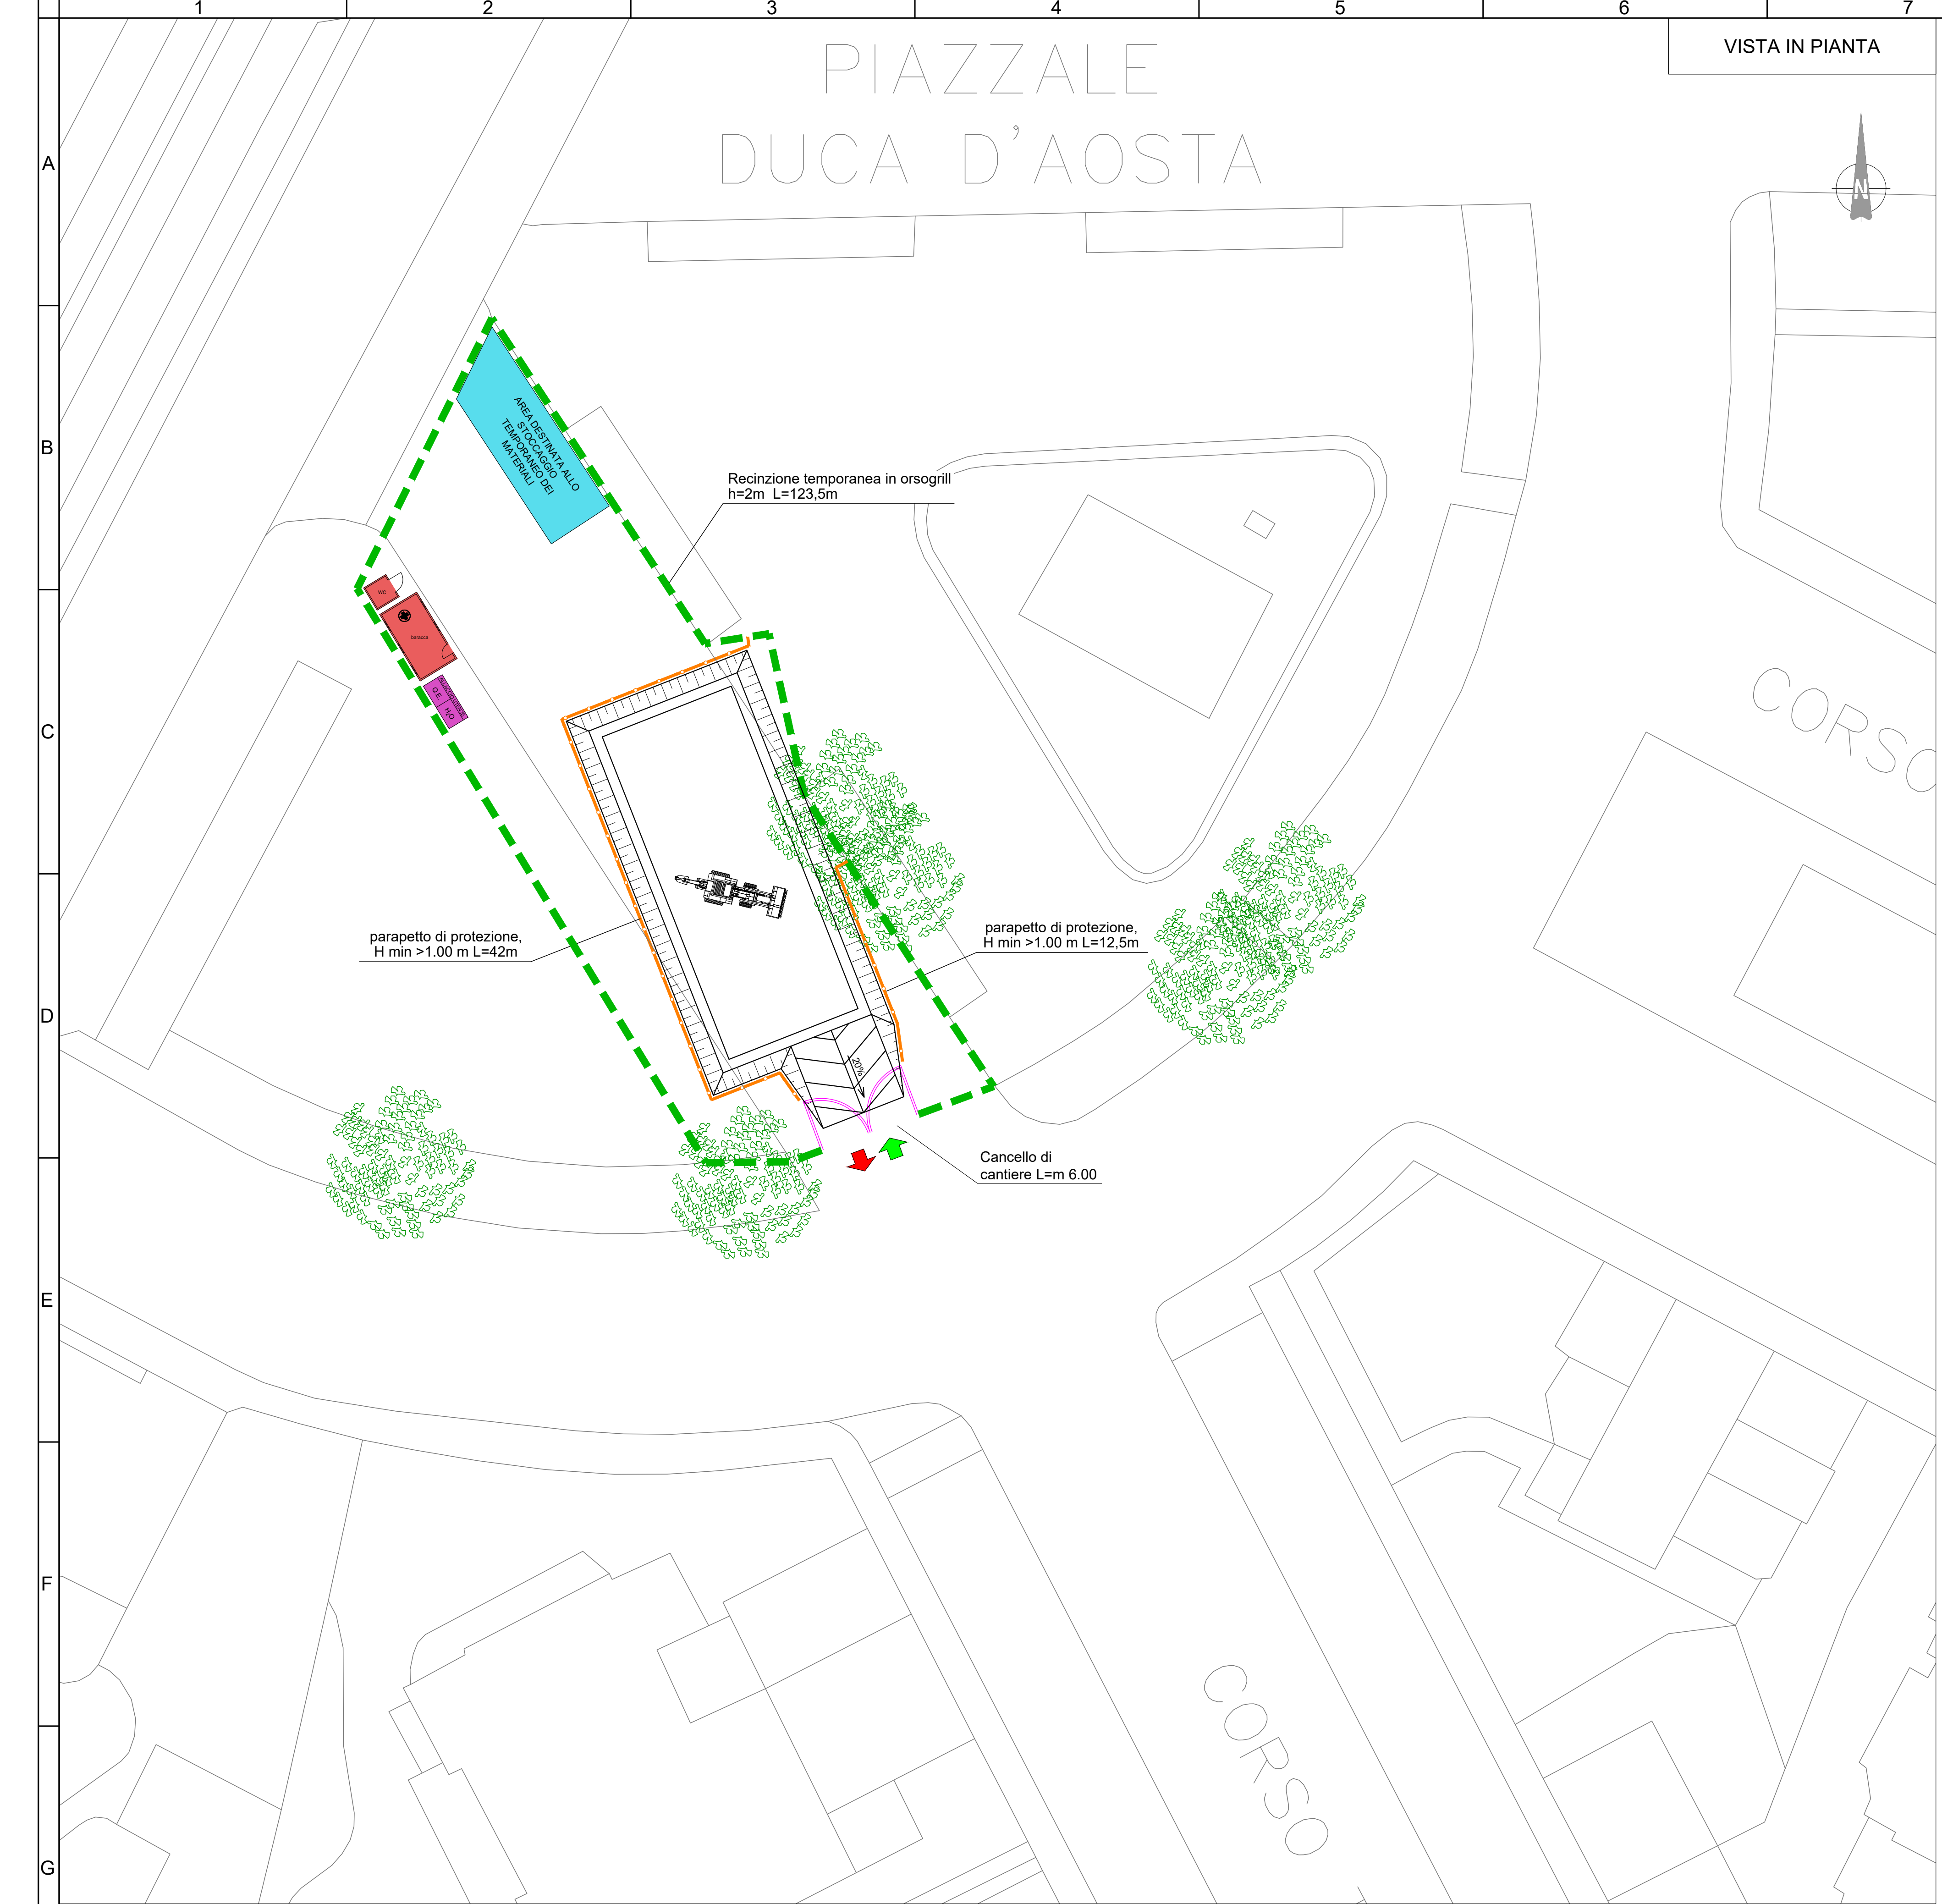 1 2 3 4 5 6 7
VISTA IN PIANTA
PIAZZALE
DUCA D'AOSTA
N
A
B
C
D
E
F
G
AREA DESTINATA ALLO
STOCCAGGIO
TEMPORANEO DEI
MATERIALI
Recinzione temporanea in orsogrill
h=2m L=123,5m
WC
baracca
Q.E.
H2O
CORSO
parapetto di protezione,
H min >1.00 m L=42m
parapetto di protezione,
H min >1.00 m L=12,5m
20%
Cancello di
cantiere L=m 6.00
CORSO